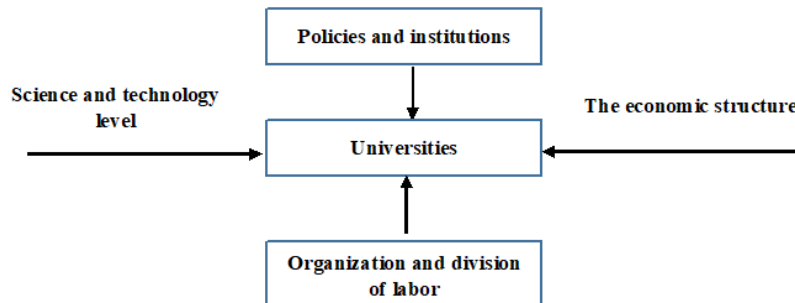 Policies and institutions
Science and technology
level
The economic structure
Universities
Organization and division
of labor